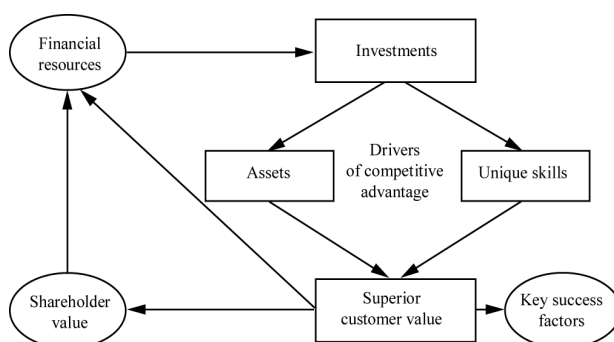 Financial
resources
Investments
Assets
Drivers
of competitive
advantage
Unique skills
Shareholder
value
Superior
customer value
Key success
factors